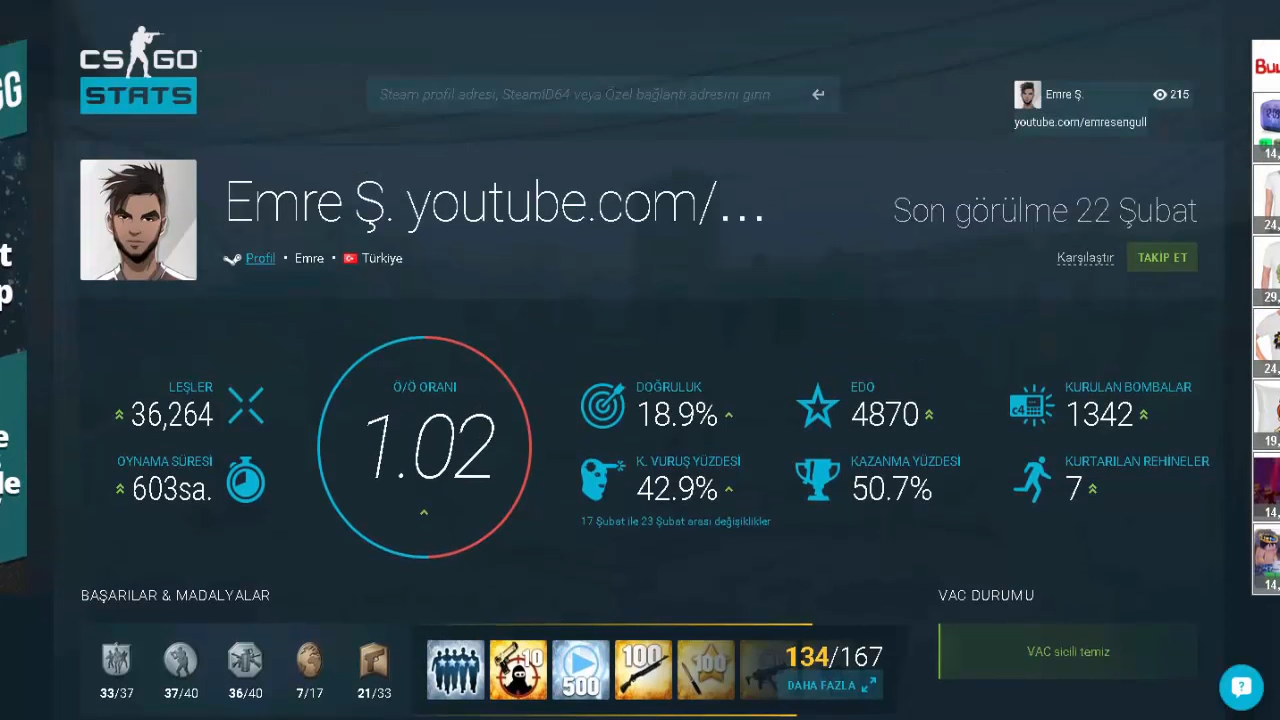 CS GO
STATS
Steam profil adresi, SteamID64 veya Özel bağlantı adresini girin
Emre Ş.
215
youtube.com/emresengull
Emre Ş. youtube.com/...
Son görülme 22 Şubat
Profil • Emre • Türkiye
Karşılaştır
TAKİP ET
LEŞLER
36,264
OYNAMA SÜRESİ
603sa.
Ö/Ö ORANI
1.02
DOĞRULUK
18.9%
K. VURUŞ YÜZDESİ
42.9%
17 Şubat ile 23 Şubat arası değişiklikler
EDO
4870
KAZANMA YÜZDESİ
50.7%
C4
KURULAN BOMBALAR
1342
KURTARILAN REHİNELER
7
BAŞARILAR & MADALYALAR
33/37
37/40
36/40
7/17
21/33
10
500
100
100
134/167
DAHA FAZLA
VAC DURUMU
VAC sicili temiz